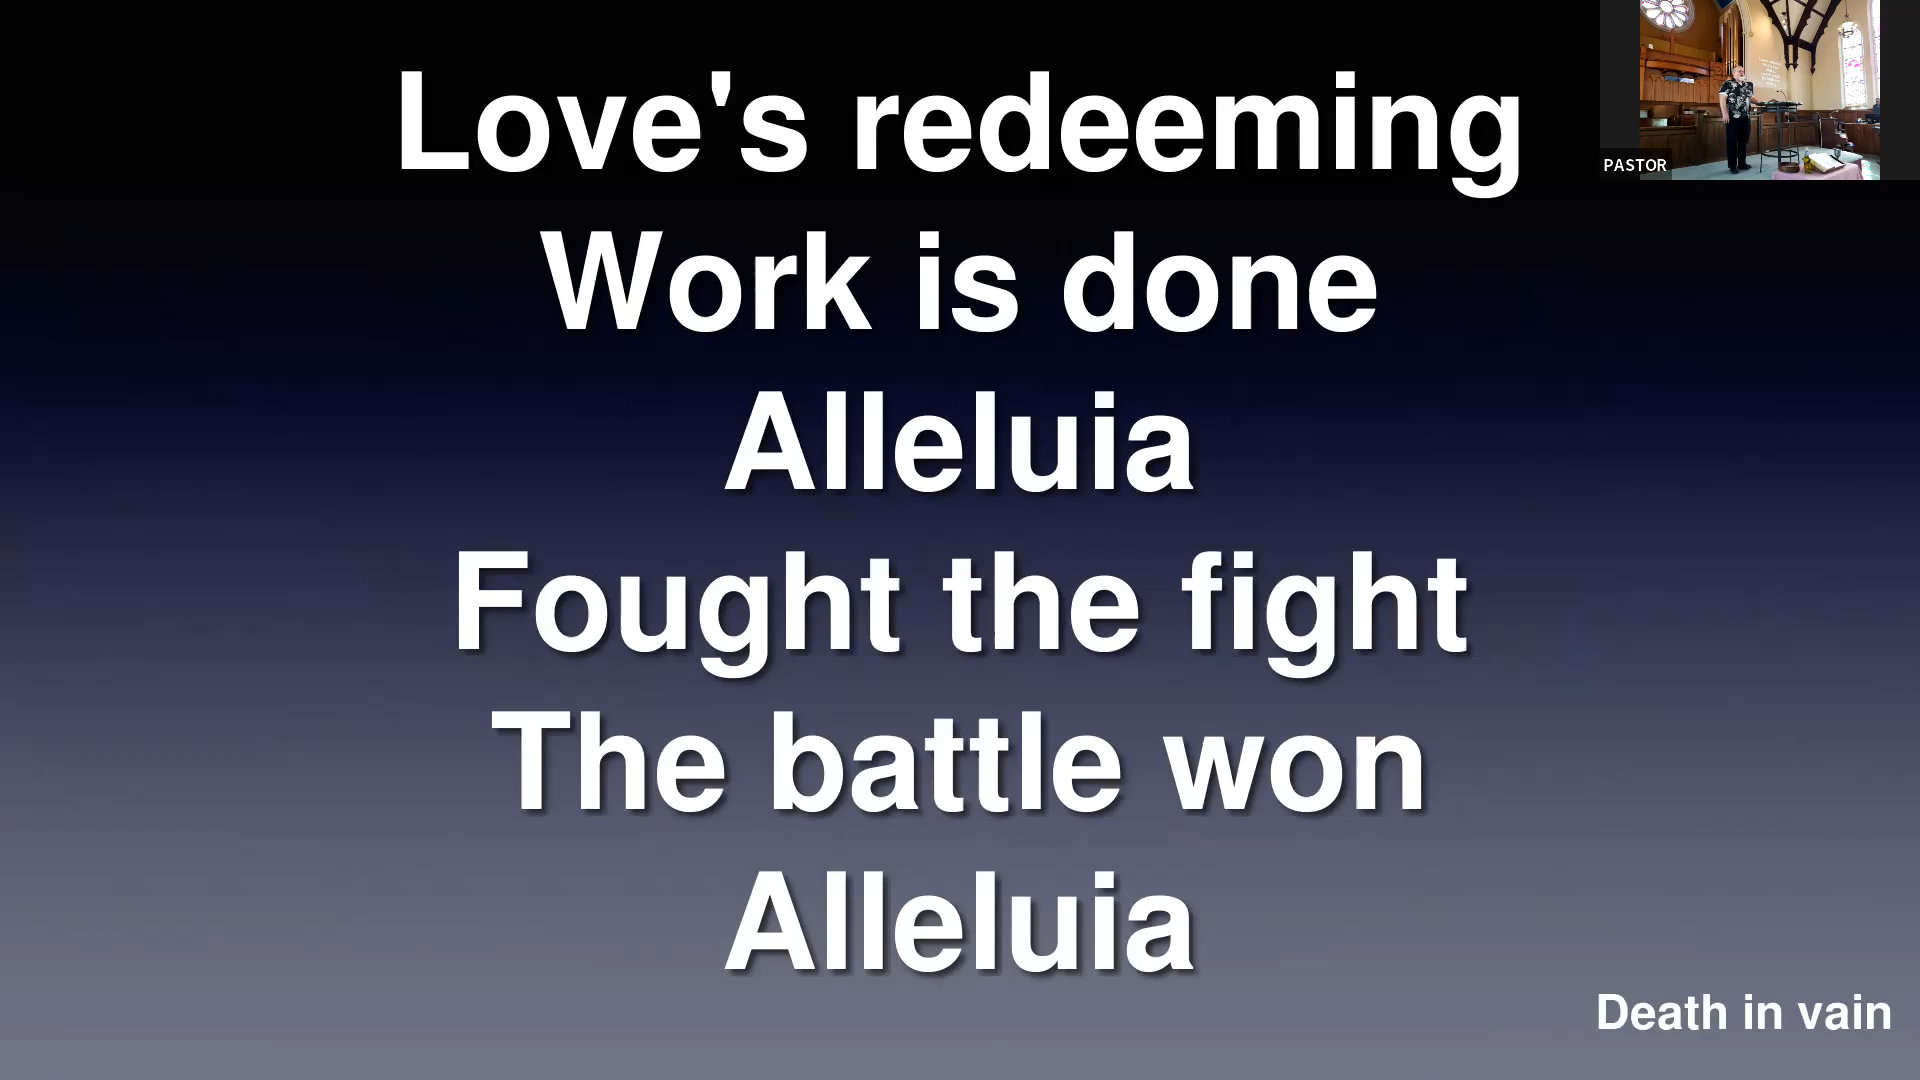 Love's redeeming
Work is done
Alleluia
Fought the fight
The battle won
Alleluia
Death in vain
PASTOR